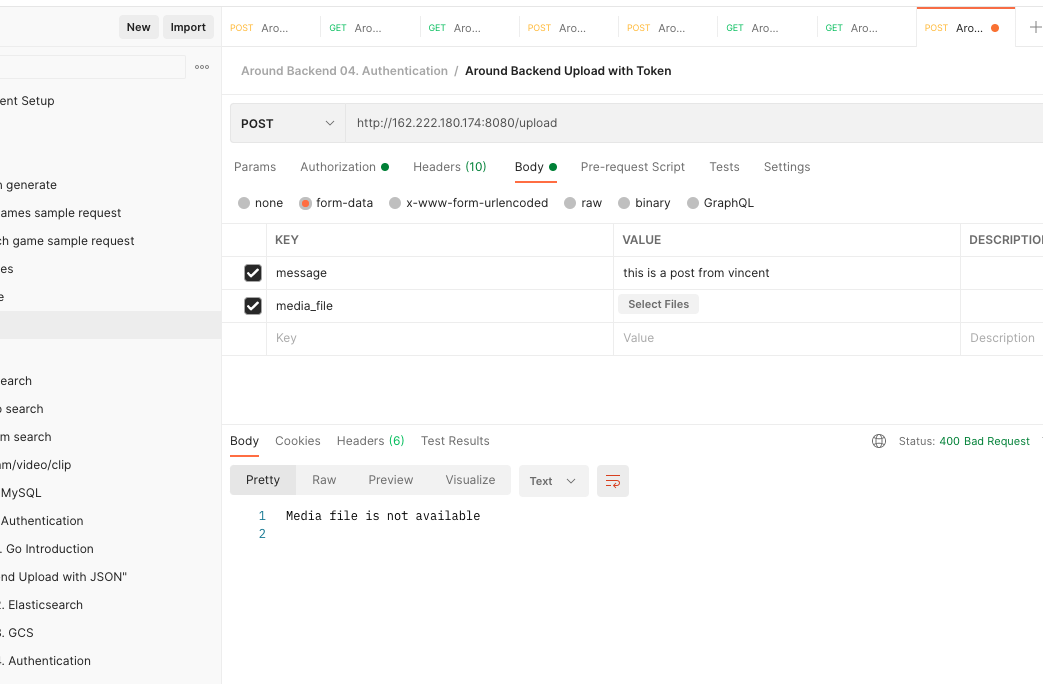 New
Import
POST Aro...
GET Aro...
GET Aro...
POST Aro...
POST Aro...
GET Aro...
GET Aro...
POST Aro...
Around Backend 04. Authentication / Around Backend Upload with Token
ent Setup
POST
http://162.222.180.174:8080/upload
Params
Authorization
Headers (10)
Body
Pre-request Script
Tests
Settings
generate
ames sample request
ch game sample request
es
e
none
form-data
x-www-form-urlencoded
raw
binary
GraphQL
KEY
VALUE
DESCRIPTIO
message
this is a post from vincent
media_file
Select Files
Key
Value
Description
earch
search
m search
m/video/clip
MySQL
Authentication
. Go Introduction
nd Upload with JSON"
. Elasticsearch
. GCS
. Authentication
Body
Cookies
Headers (6)
Test Results
Status: 400 Bad Request
Pretty
Raw
Preview
Visualize
Text
1 Media file is not available
2